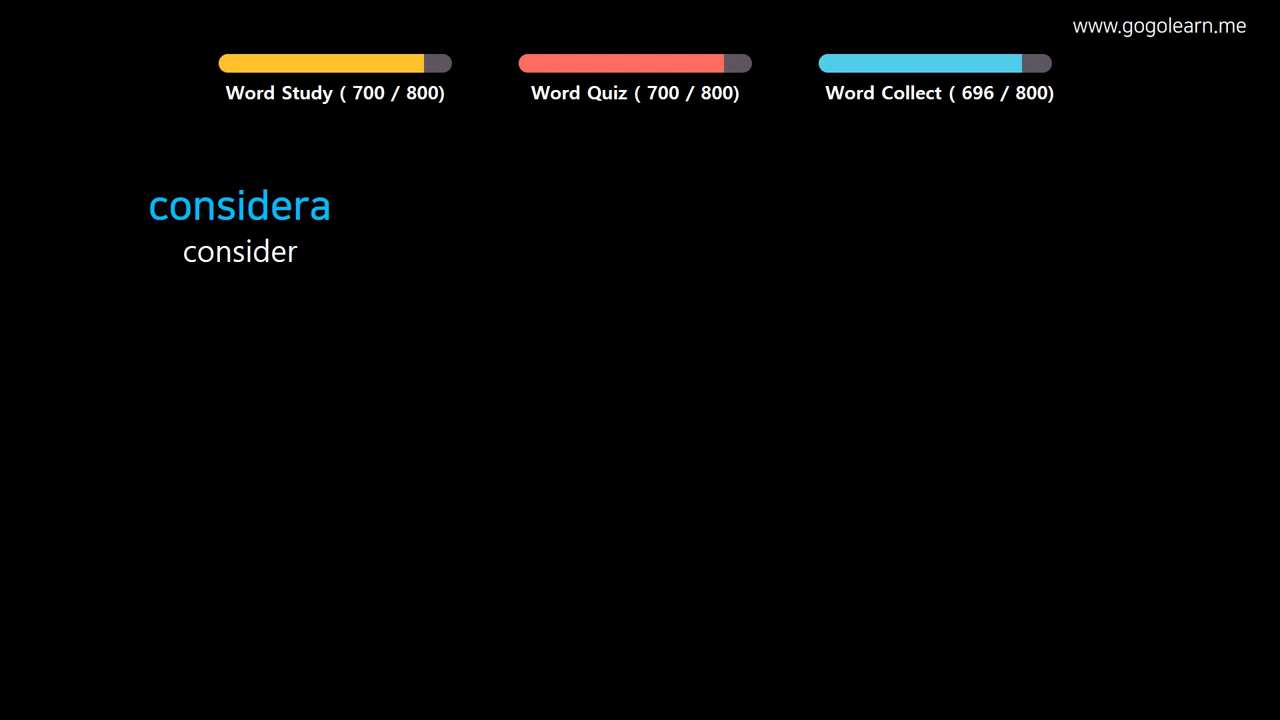 www.gogolearn.me
Word Study ( 700 / 800)
Word Quiz ( 700 / 800)
Word Collect ( 696 / 800)
considera
consider